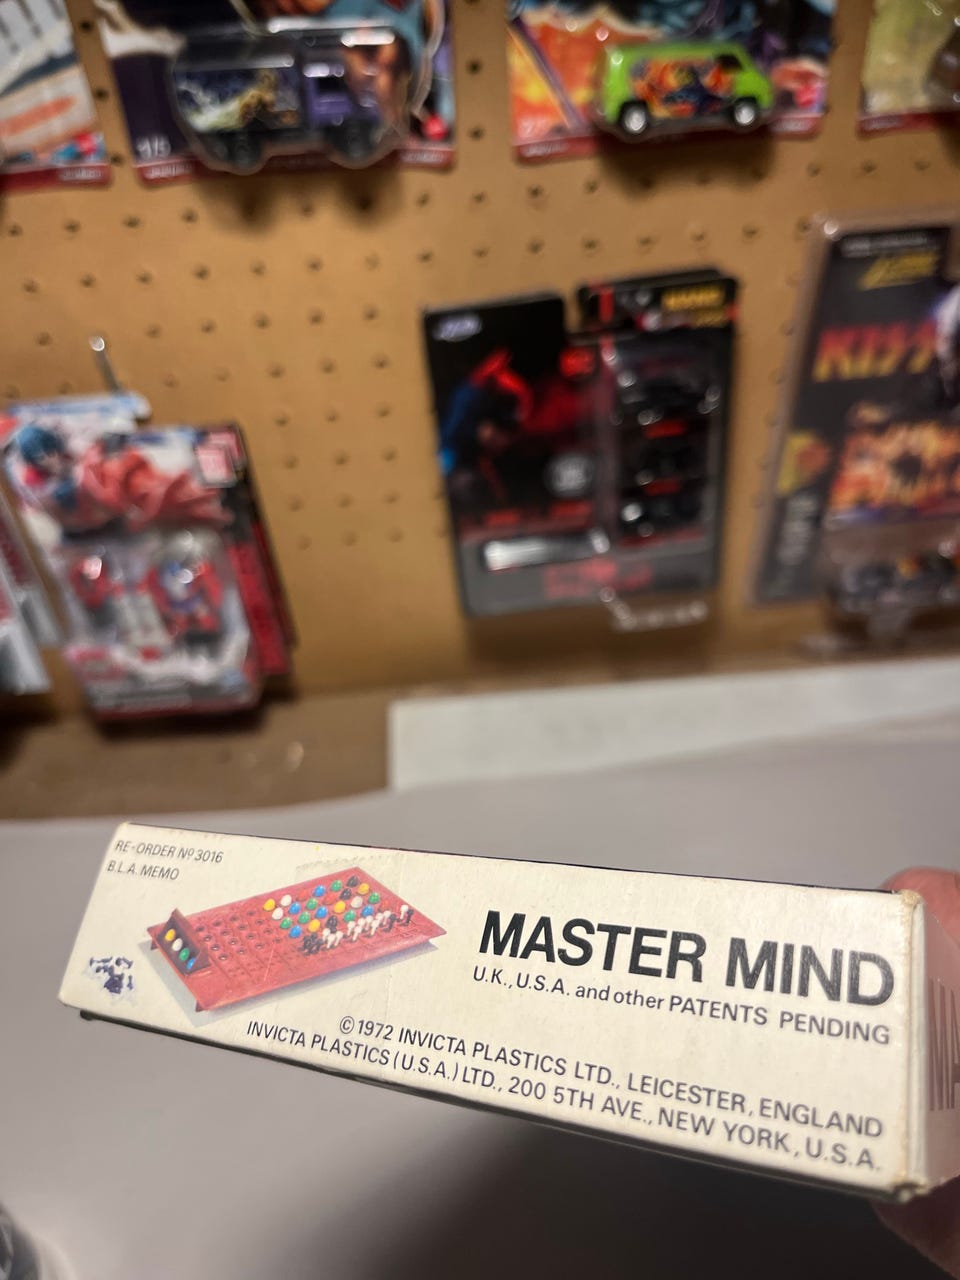 KISS
RE-ORDER Nº 3016
B.L.A. MEMO
MASTER MIND
U.K., U.S.A. and other PATENTS PENDING
©1972 INVICTA PLASTICS LTD., LEICESTER, ENGLAND
INVICTA PLASTICS (U.S.A.) LTD., 200 5TH AVE., NEW YORK, U.S.A.